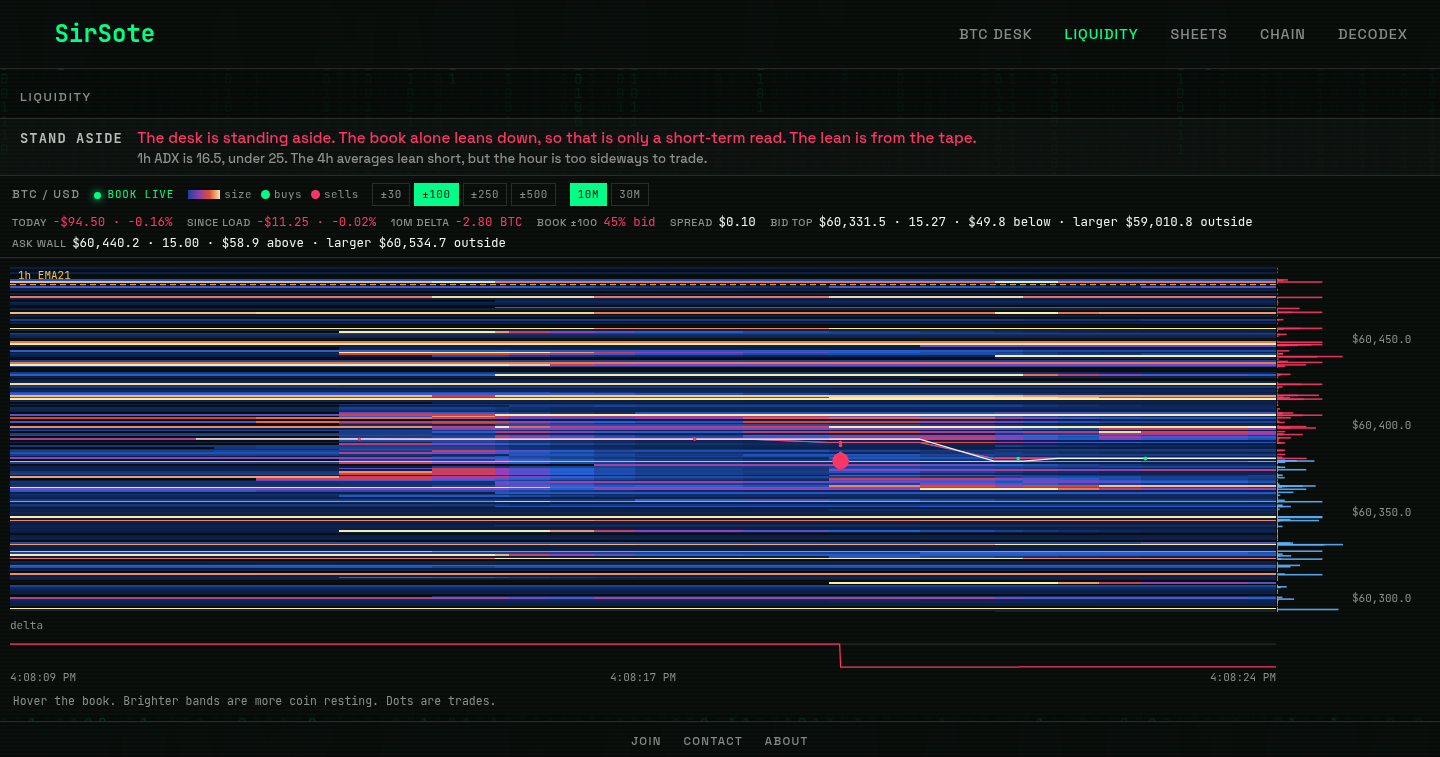 SirSote
BTC DESK LIQUIDITY SHEETS CHAIN DECODEX
LIQUIDITY
STAND ASIDE The desk is standing aside. The book alone leans down, so that is only a short-term read. The lean is from the tape.
1h ADX is 16.5, under 25. The 4h averages lean short, but the hour is too sideways to trade.
BTC / USD BOOK LIVE size buys sells ±30 ±100 ±250 ±500 10M 30M
TODAY -$94.50 · -0.16% SINCE LOAD -$11.25 · -0.02% 10M DELTA -2.80 BTC BOOK ±100 45% bid SPREAD $0.10 BID TOP $60,331.5 · 15.27 · $49.8 below · larger $59,010.8 outside
ASK WALL $60,440.2 · 15.00 · $58.9 above · larger $60,534.7 outside
1h EMA21
$60,450.0
$60,400.0
$60,350.0
$60,300.0
delta
4:08:09 PM 4:08:17 PM 4:08:24 PM
Hover the book. Brighter bands are more coin resting. Dots are trades.
JOIN CONTACT ABOUT